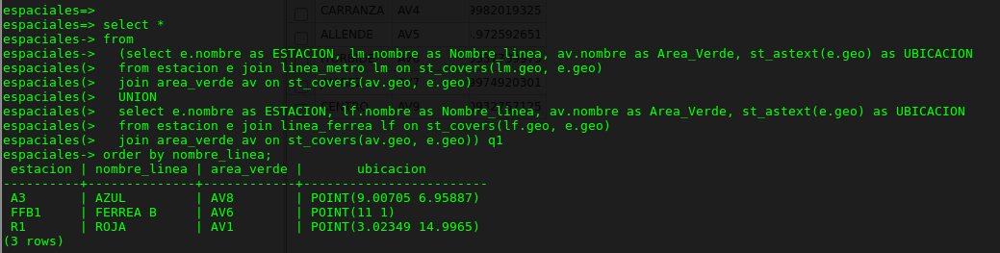 espaciales=>
espaciales=> select *
espaciales-> from
espaciales->   (select e.nombre as ESTACION, lm.nombre as Nombre_linea, av.nombre as Area_Verde, st_astext(e.geo) as UBICACION
espaciales(>   from estacion e join linea_metro lm on st_covers(lm.geo, e.geo)
espaciales(>   join area_verde av on st_covers(av.geo, e.geo)
espaciales(>   UNION
espaciales(>   select e.nombre as ESTACION, lf.nombre as Nombre_linea, av.nombre as Area_Verde, st_astext(e.geo) as UBICACION
espaciales(>   from estacion e join linea_ferrea lf on st_covers(lf.geo, e.geo)
espaciales(>   join area_verde av on st_covers(av.geo, e.geo)) q1
espaciales-> order by nombre_linea;
 estacion | nombre_linea | area_verde |       ubicacion
----------+--------------+------------+------------------------
 A3       | AZUL         | AV8        | POINT(9.00705 6.95887)
 FFB1     | FERREA B     | AV6        | POINT(11 1)
 R1       | ROJA         | AV1        | POINT(3.02349 14.9965)
(3 rows)
CARRANZA AV4 3982019325
ALLENDE AV5 .972592651